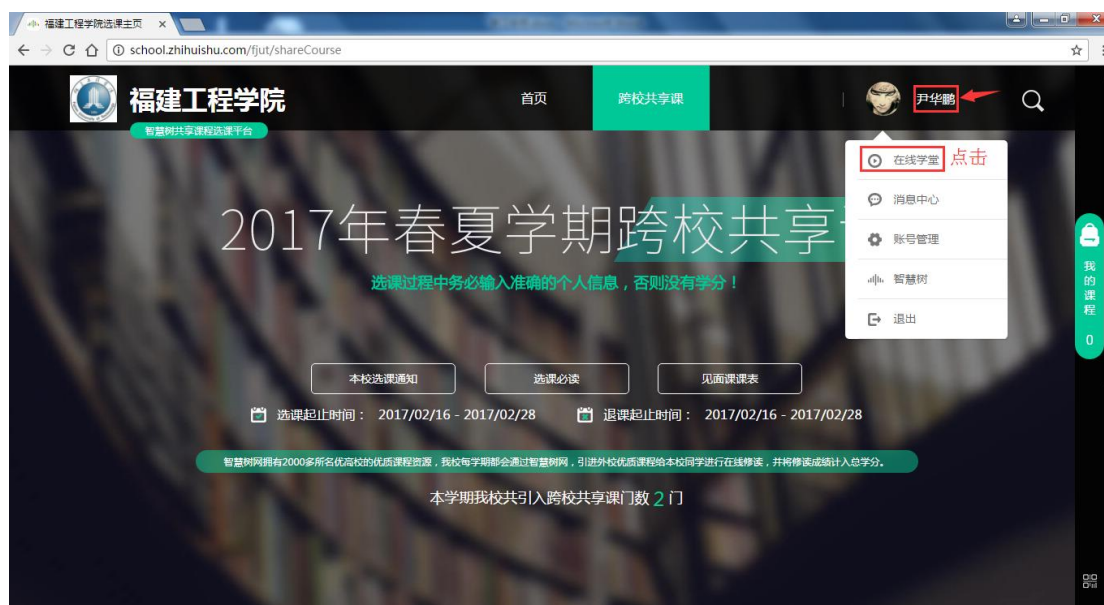 福建工程学院选课主页
school.zhihuishu.com/fjut/shareCourse
福建工程学院
智慧树共享课程选课平台
首页
跨校共享课
尹华鹏
在线学堂
点击
消息中心
账号管理
智慧树
退出
2017年春夏学期跨校共享
选课过程中务必输入准确的个人信息，否则没有学分！
我的课程
0
本校选课通知
选课必读
见面课课表
选课起止时间： 2017/02/16 - 2017/02/28
退课起止时间： 2017/02/16 - 2017/02/28
智慧树网拥有2000多所名优高校的优质课程资源，我校每学期都会通过智慧树网，引进外校优质课程给本校同学进行在线修读，并将修读成绩计入总学分。
本学期我校共引入跨校共享课门数 2 门